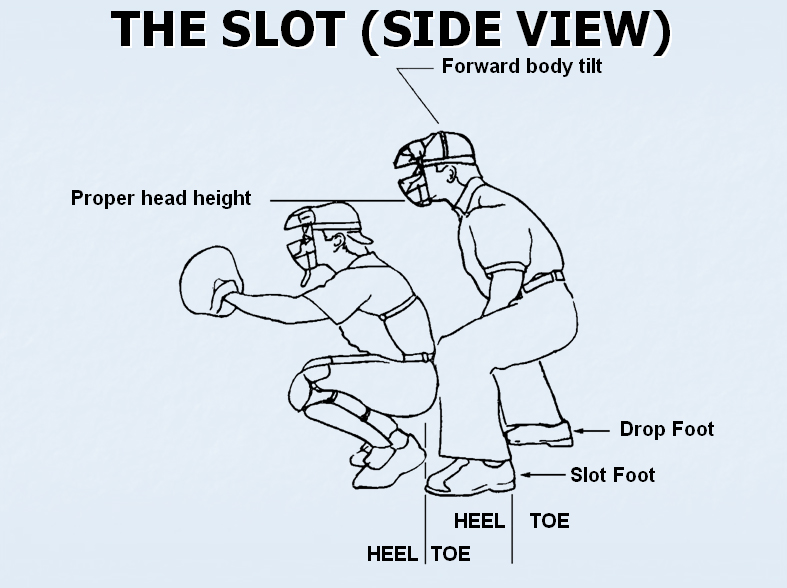 THE SLOT (SIDE VIEW)
Forward body tilt
Proper head height
Drop Foot
Slot Foot
HEEL TOE
HEEL TOE